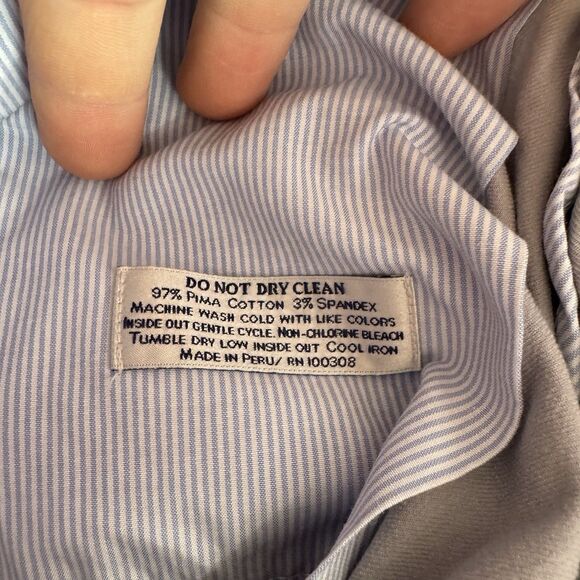 DO NOT DRY CLEAN
97% PIMA COTTON 3% SPANDEX
MACHINE WASH COLD WITH LIKE COLORS
INSIDE OUT GENTLE CYCLE. NON-CHLORINE BLEACH
TUMBLE DRY LOW INSIDE OUT COOL IRON
MADE IN PERU/ RN 100308